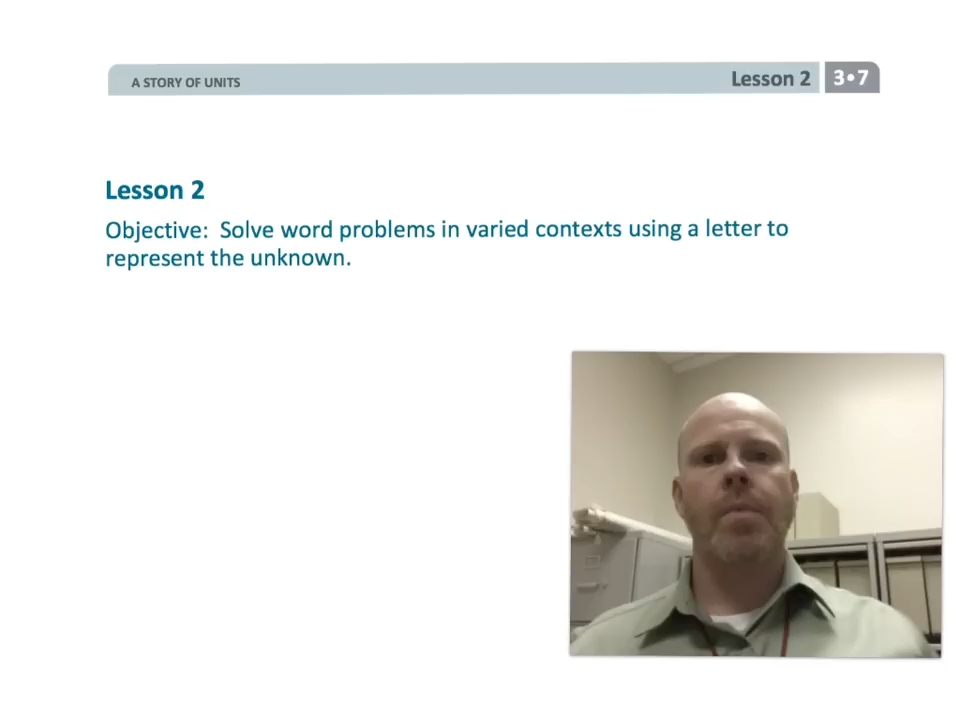 A STORY OF UNITS
Lesson 2 3•7
Lesson 2
Objective: Solve word problems in varied contexts using a letter to
represent the unknown.